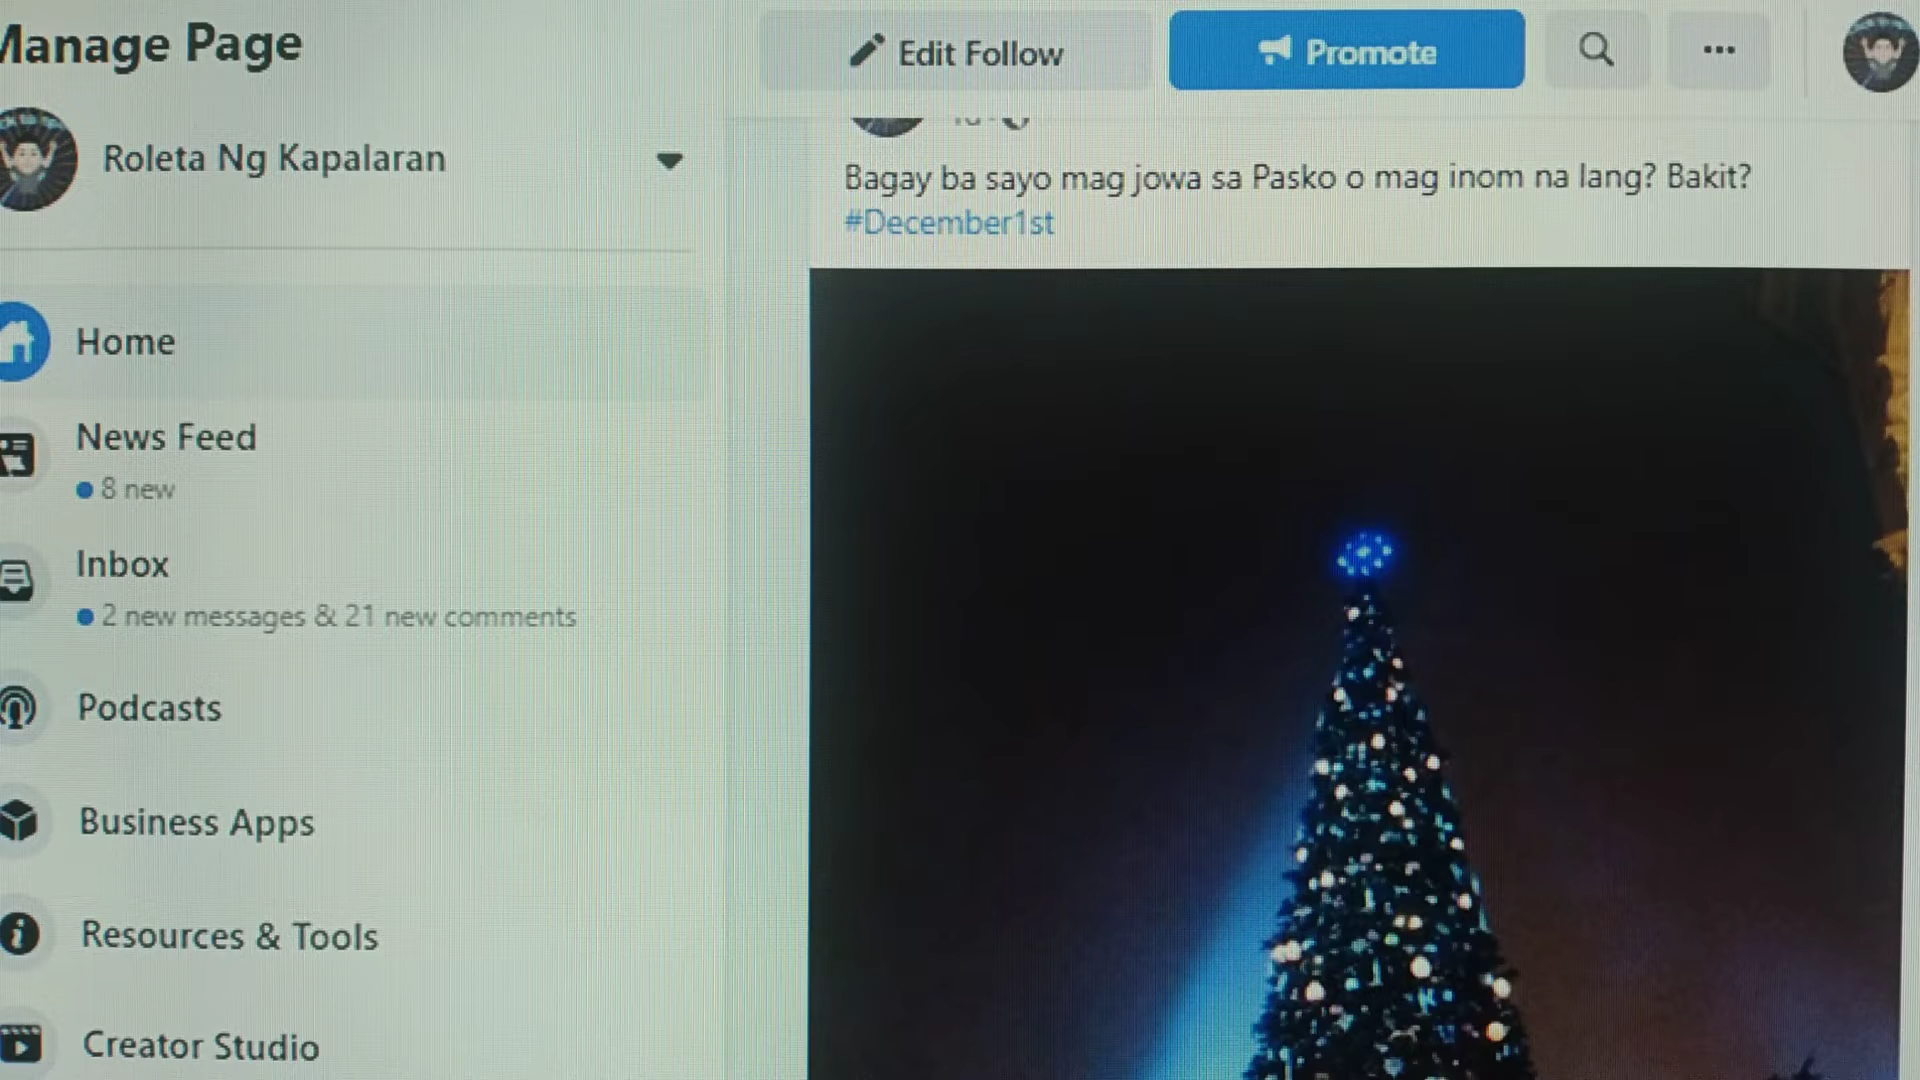 Manage Page
Edit Follow
Promote
Roleta Ng Kapalaran
Bagay ba sayo mag jowa sa Pasko o mag inom na lang? Bakit?
#December1st
Home
News Feed
8 new
Inbox
2 new messages & 21 new comments
Podcasts
Business Apps
Resources & Tools
Creator Studio